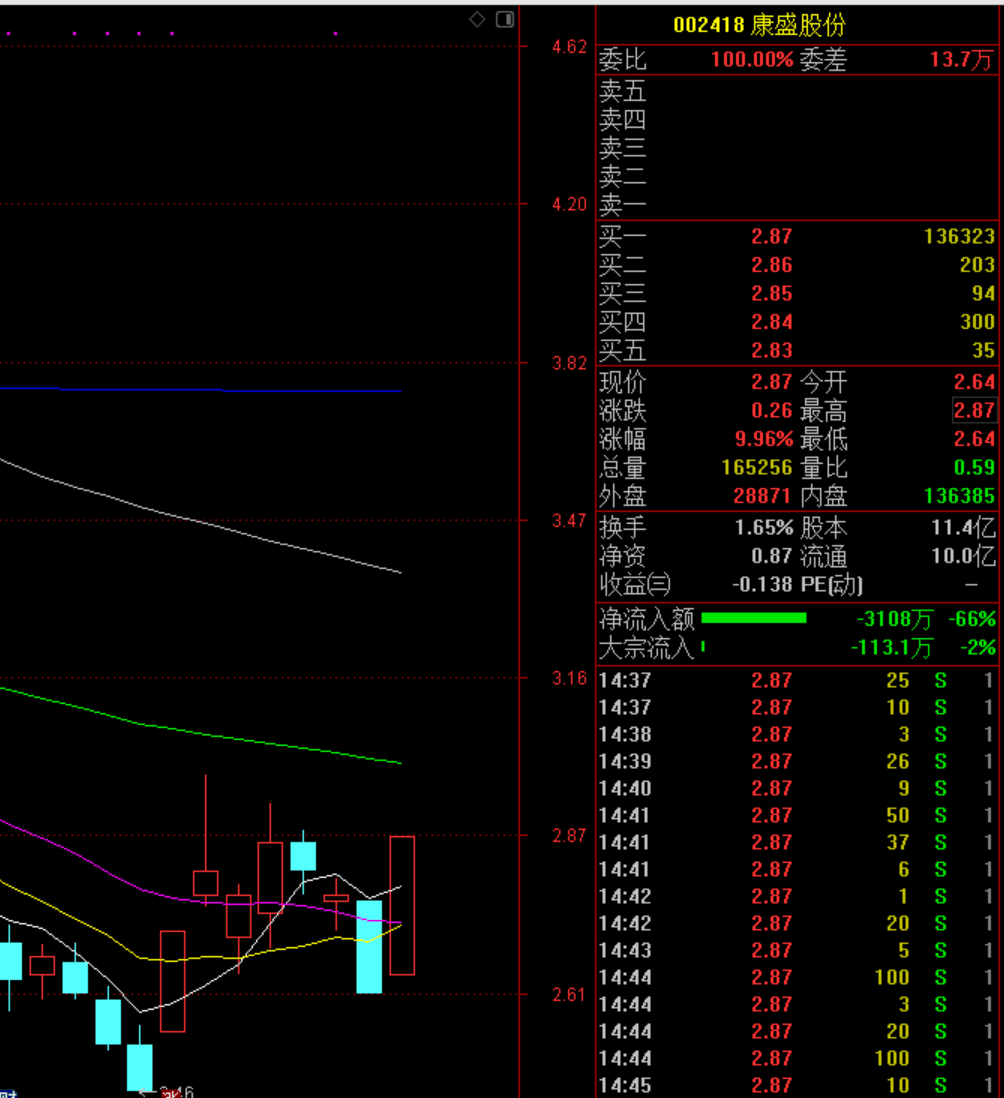 4.62
4.20
3.82
3.47
3.16
2.87
2.61
002418 康盛股份
委比 100.00% 委差 13.7万
卖五
卖四
卖三
卖二
卖一
买一 2.87 136323
买二 2.86 203
买三 2.85 94
买四 2.84 300
买五 2.83 35
现价 2.87 今开 2.64
涨跌 0.26 最高 2.87
涨幅 9.96% 最低 2.64
总量 165256 量比 0.59
外盘 28871 内盘 136385
换手 1.65% 股本 11.4亿
净资 0.87 流通 10.0亿
收益㈢ -0.138 PE(动) –
净流入额 -3108万 -66%
大宗流入 -113.1万 -2%
14:37 2.87 25 S 1
14:37 2.87 10 S 1
14:38 2.87 3 S 1
14:39 2.87 26 S 1
14:40 2.87 9 S 1
14:41 2.87 50 S 1
14:41 2.87 37 S 1
14:41 2.87 6 S 1
14:42 2.87 1 S 1
14:42 2.87 20 S 1
14:43 2.87 5 S 1
14:44 2.87 100 S 1
14:44 2.87 3 S 1
14:44 2.87 20 S 1
14:44 2.87 100 S 1
14:45 2.87 10 S 1